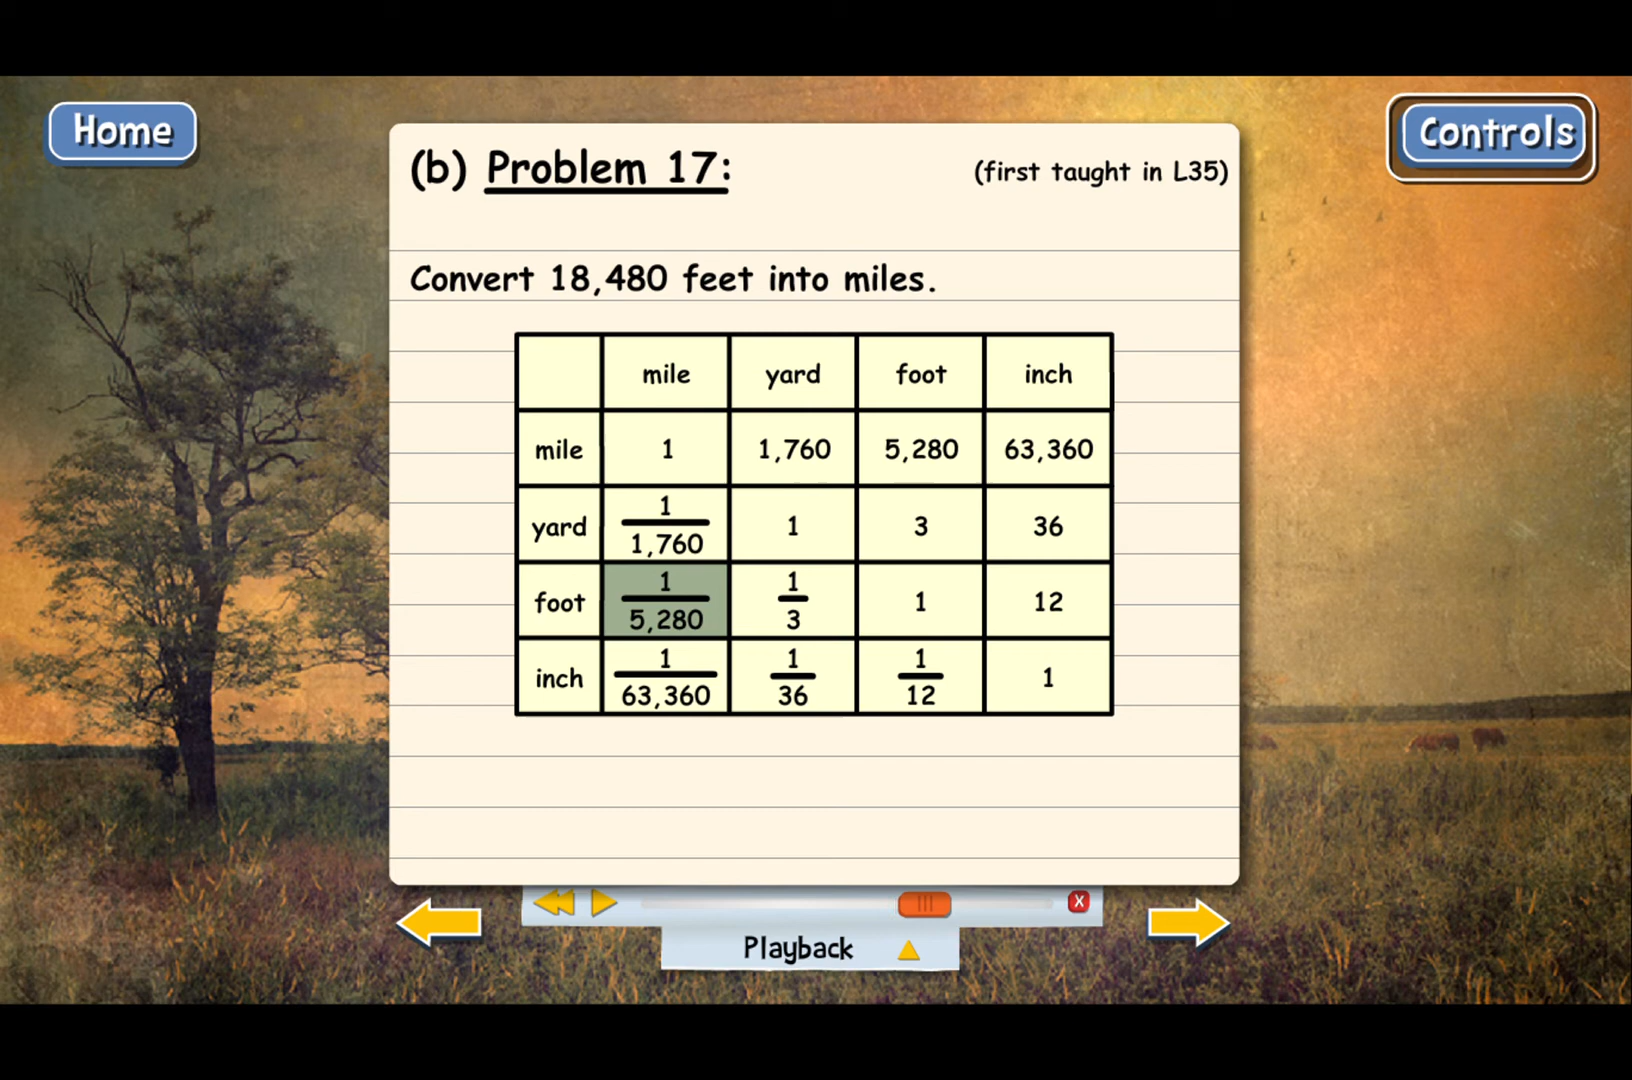 Home
Controls
(b) Problem 17:
(first taught in L35)
Convert 18,480 feet into miles.
mile yard foot inch
mile 1 1,760 5,280 63,360
yard 1/1,760 1 3 36
foot 1/5,280 1/3 1 12
inch 1/63,360 1/36 1/12 1
X
Playback